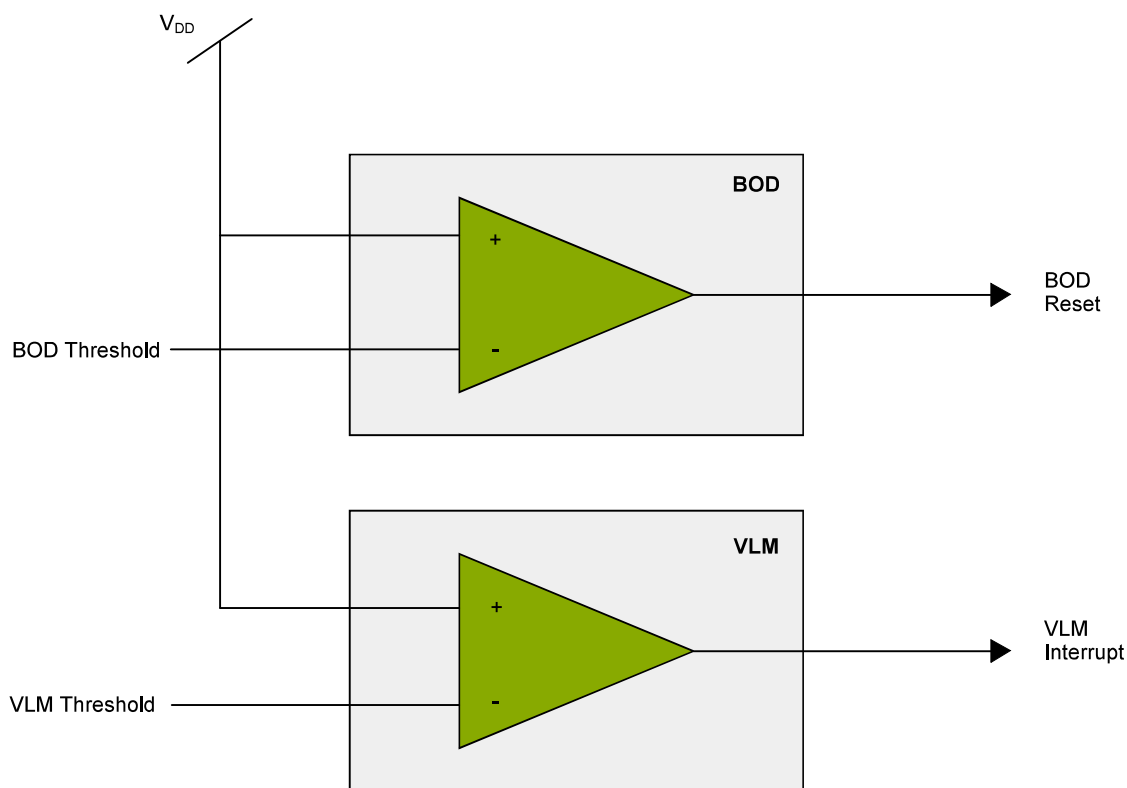 VDD
BOD
+
BOD
Reset
BOD Threshold
-
VLM
+
VLM
Interrupt
VLM Threshold
-